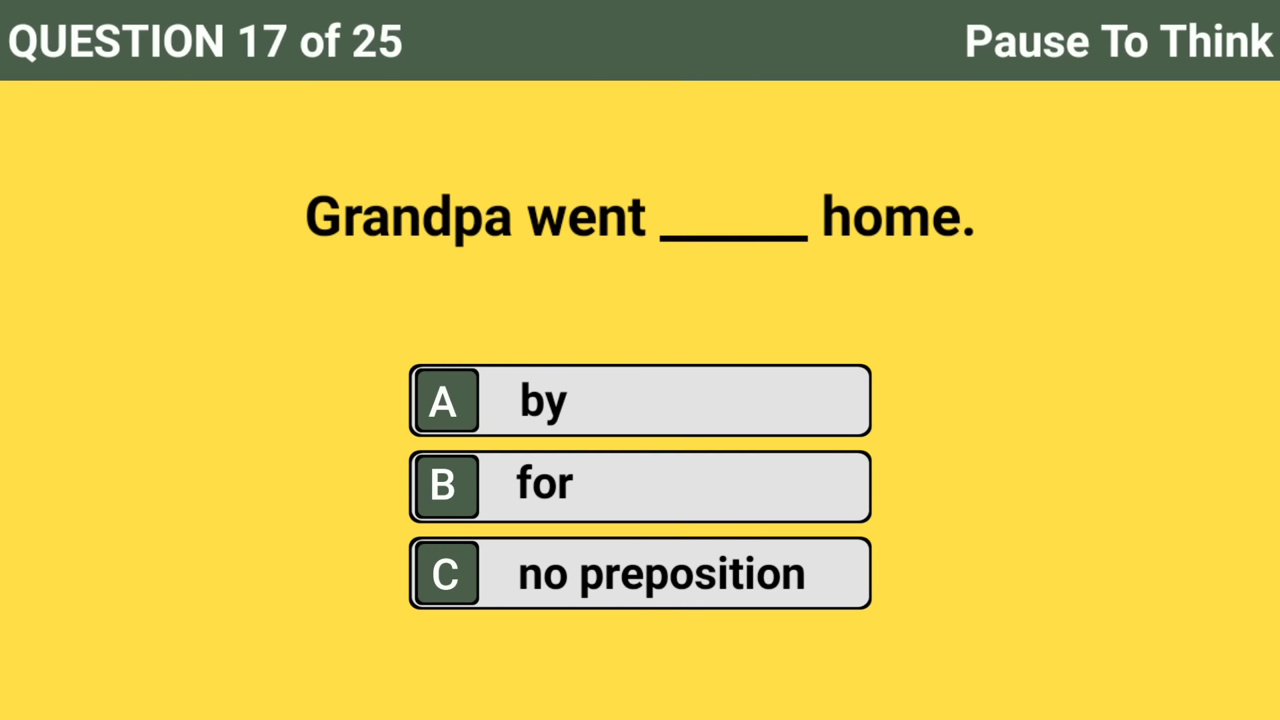 QUESTION 17 of 25
Pause To Think
Grandpa went ______ home.
A by
B for
C no preposition